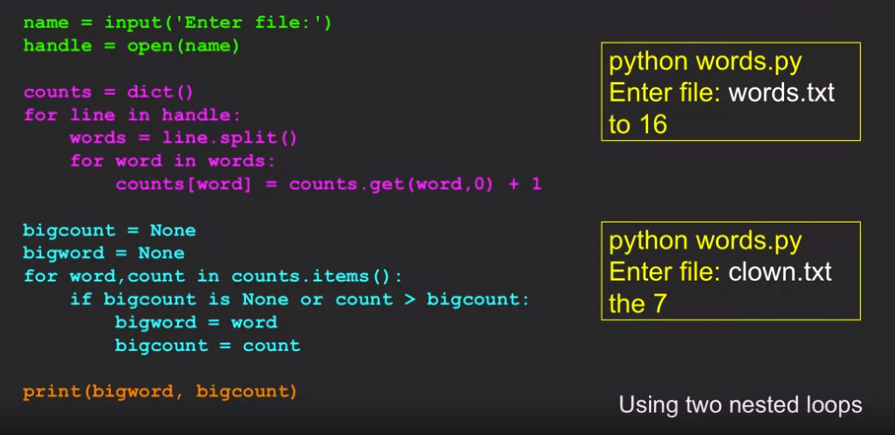 name = input('Enter file:')
handle = open(name)
counts = dict()
for line in handle:
    words = line.split()
    for word in words:
        counts[word] = counts.get(word,0) + 1
bigcount = None
bigword = None
for word,count in counts.items():
    if bigcount is None or count > bigcount:
        bigword = word
        bigcount = count
print(bigword, bigcount)
python words.py
Enter file: words.txt
to 16
python words.py
Enter file: clown.txt
the 7
Using two nested loops